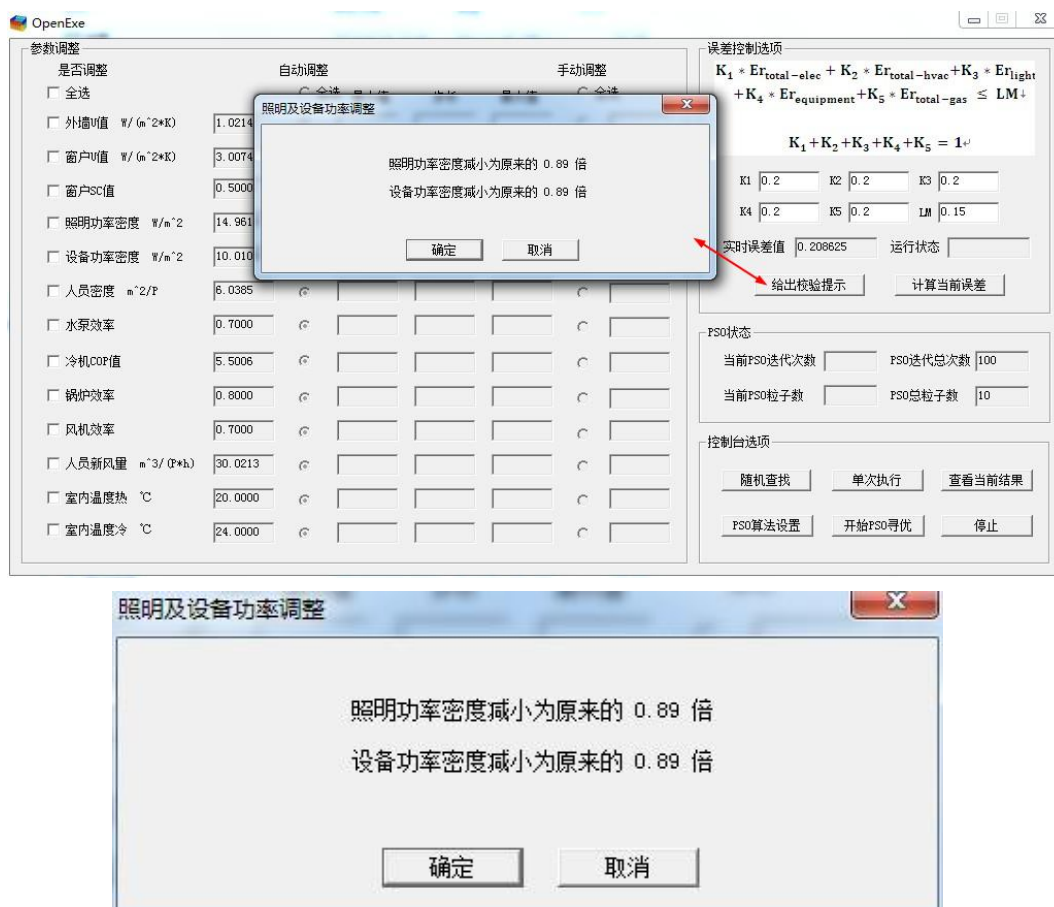 OpenExe
参数调整
是否调整 自动调整 手动调整
全选
外墙U值 W/(m^2*K) 1.0214
窗户U值 W/(m^2*K) 3.0074
窗户SC值 0.5000
照明功率密度 W/m^2 14.961
设备功率密度 W/m^2 10.010
人员密度 m^2/P 6.0385
水泵效率 0.7000
冷机COP值 5.5006
锅炉效率 0.8000
风机效率 0.7000
人员新风量 m^3/(P*h) 30.0213
室内温度热 ℃ 20.0000
室内温度冷 ℃ 24.0000
照明及设备功率调整
照明功率密度减小为原来的 0.89 倍
设备功率密度减小为原来的 0.89 倍
确定 取消
误差控制选项
K₁ * Er_total-elec + K₂ * Er_total-hvac+K₃ * Er_light
+K₄ * Er_equipment+K₅ * Er_total-gas ≤ LM↓
K₁+K₂+K₃+K₄+K₅ = 1↵
K1 0.2 K2 0.2 K3 0.2
K4 0.2 K5 0.2 LM 0.15
实时误差值 0.208625 运行状态
给出校验提示 计算当前误差
PSO状态
当前PSO迭代次数 PSO迭代总次数 100
当前PSO粒子数 PSO总粒子数 10
控制台选项
随机查找 单次执行 查看当前结果
PSO算法设置 开始PSO寻优 停止
照明及设备功率调整
照明功率密度减小为原来的 0.89 倍
设备功率密度减小为原来的 0.89 倍
确定 取消